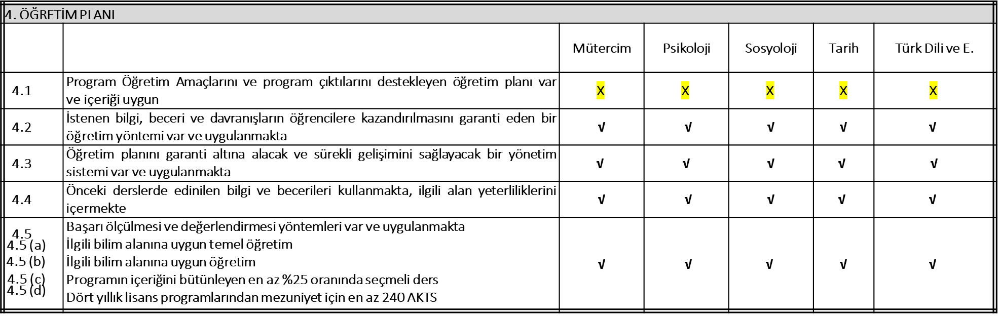 4. ÖĞRETİM PLANI
Mütercim Psikoloji Sosyoloji Tarih Türk Dili ve E.
4.1 Program Öğretim Amaçlarını ve program çıktılarını destekleyen öğretim planı var
ve içeriği uygun X X X X X
4.2 İstenen bilgi, beceri ve davranışların öğrencilere kazandırılmasını garanti eden bir
öğretim yöntemi var ve uygulanmakta √ √ √ √ √
4.3 Öğretim planını garanti altına alacak ve sürekli gelişimini sağlayacak bir yönetim
sistemi var ve uygulanmakta √ √ √ √ √
4.4 Önceki derslerde edinilen bilgi ve becerileri kullanmakta, ilgili alan yeterliliklerini
içermekte √ √ √ √ √
4.5 Başarı ölçülmesi ve değerlendirmesi yöntemleri var ve uygulanmakta
4.5 (a) İlgili bilim alanına uygun temel öğretim
4.5 (b) İlgili bilim alanına uygun öğretim √ √ √ √ √
4.5 (c) Programın içeriğini bütünleyen en az %25 oranında seçmeli ders
4.5 (d) Dört yıllık lisans programlarından mezuniyet için en az 240 AKTS